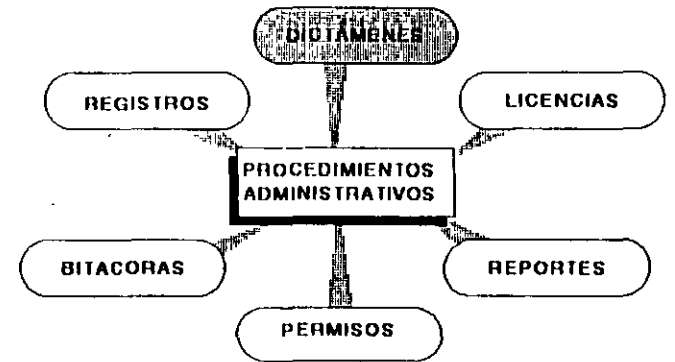 DICTAMENES
REGISTROS
LICENCIAS
PROCEDIMIENTOS
ADMINISTRATIVOS
BITACORAS
REPORTES
PERMISOS